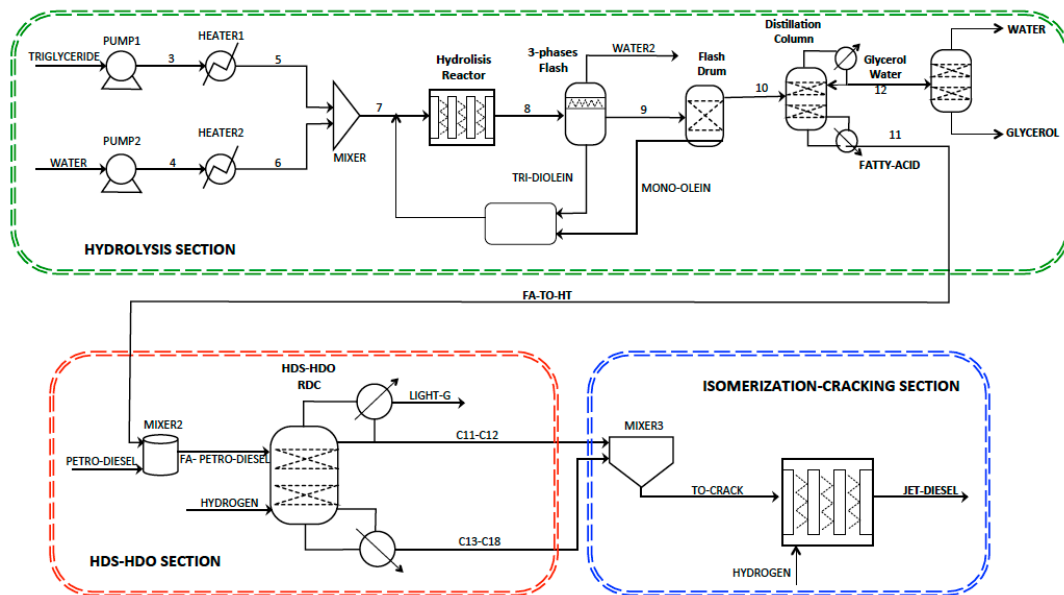 TRIGLYCERIDE
PUMP1
3
HEATER1
5
WATER
PUMP2
4
HEATER2
6
MIXER
7
Hydrolisis
Reactor
8
3-phases
Flash
WATER2
9
Flash
Drum
10
Distillation
Column
Glycerol
Water
12
11
FATTY-ACID
WATER
GLYCEROL
TRI-DIOLEIN
MONO-OLEIN
HYDROLYSIS SECTION
FA-TO-HT
HDS-HDO
RDC
LIGHT-G
MIXER2
PETRO-DIESEL
FA- PETRO-DIESEL
HYDROGEN
C11-C12
C13-C18
HDS-HDO SECTION
ISOMERIZATION-CRACKING SECTION
MIXER3
TO-CRACK
JET-DIESEL
HYDROGEN